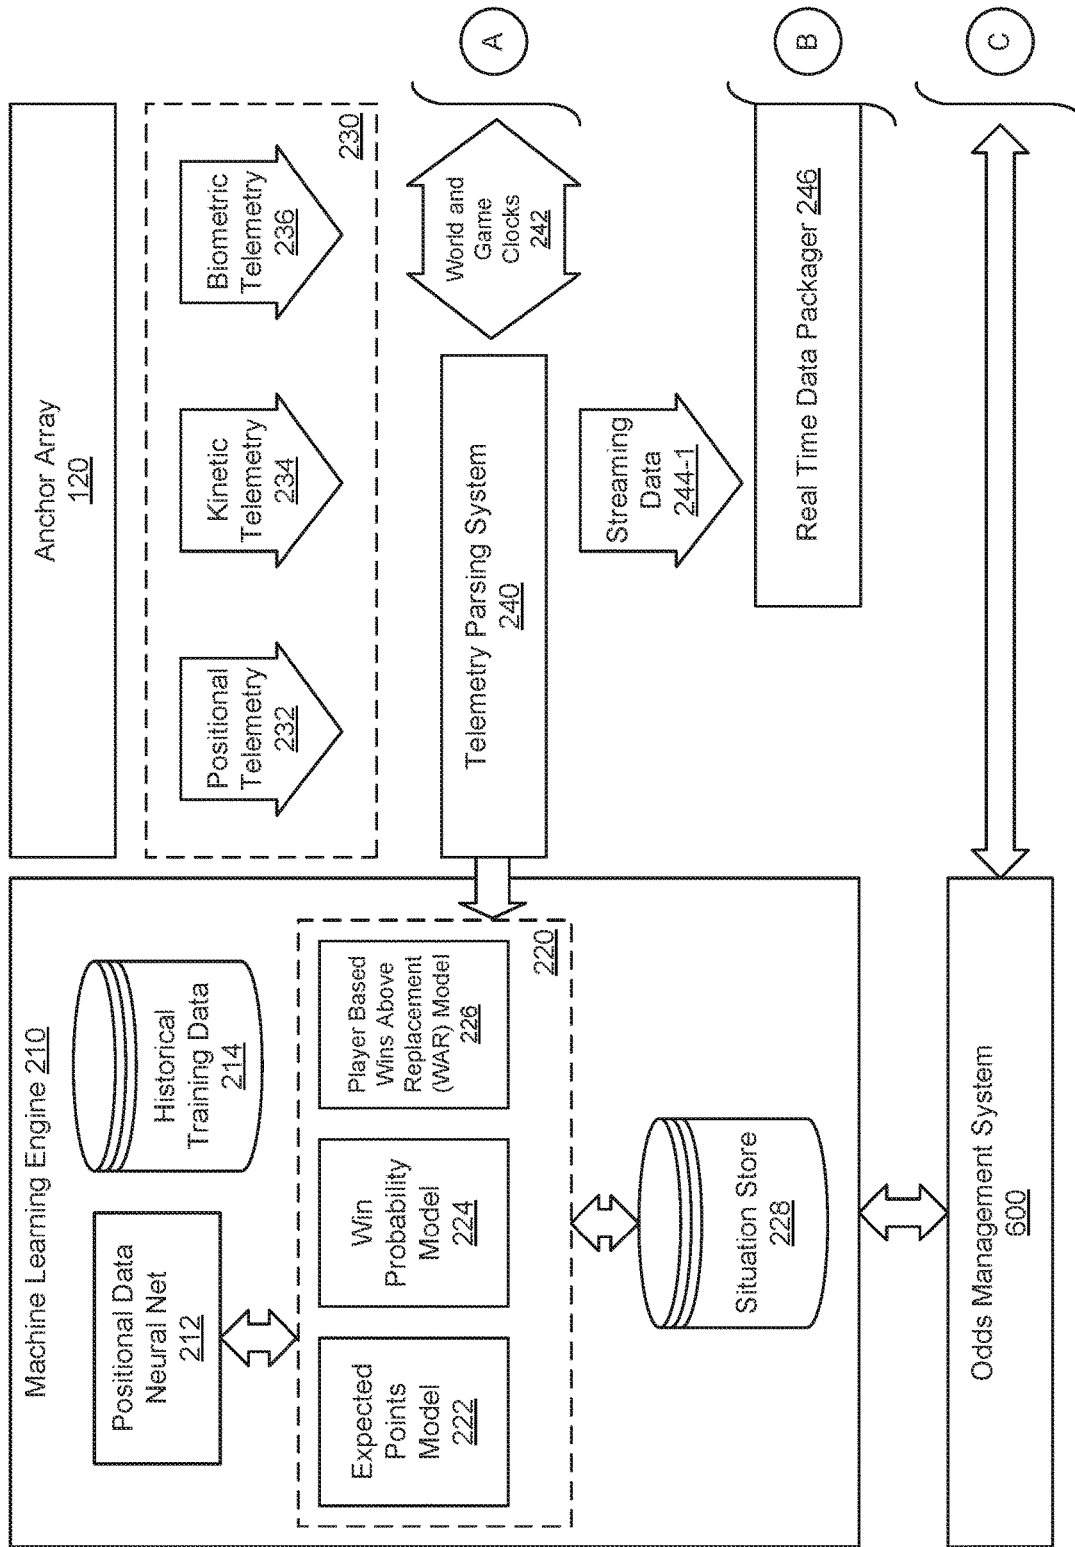 Machine Learning Engine 210
Positional Data
Neural Net
212
Historical
Training Data
214
Expected
Points
Model
222
Win
Probability
Model
224
Player Based
Wins Above
Replacement
(WAR) Model
226
220
Situation Store
228
Odds Management System
600
Anchor Array
120
Positional
Telemetry
232
Kinetic
Telemetry
234
Biometric
Telemetry
236
230
Telemetry Parsing System
240
World and
Game
Clocks
242
A
Streaming
Data
244-1
Real Time Data Packager 246
B
C